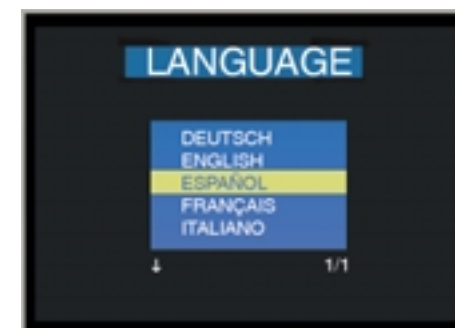 LANGUAGE
DEUTSCH
ENGLISH
ESPAÑOL
FRANÇAIS
ITALIANO
↓ 1/1